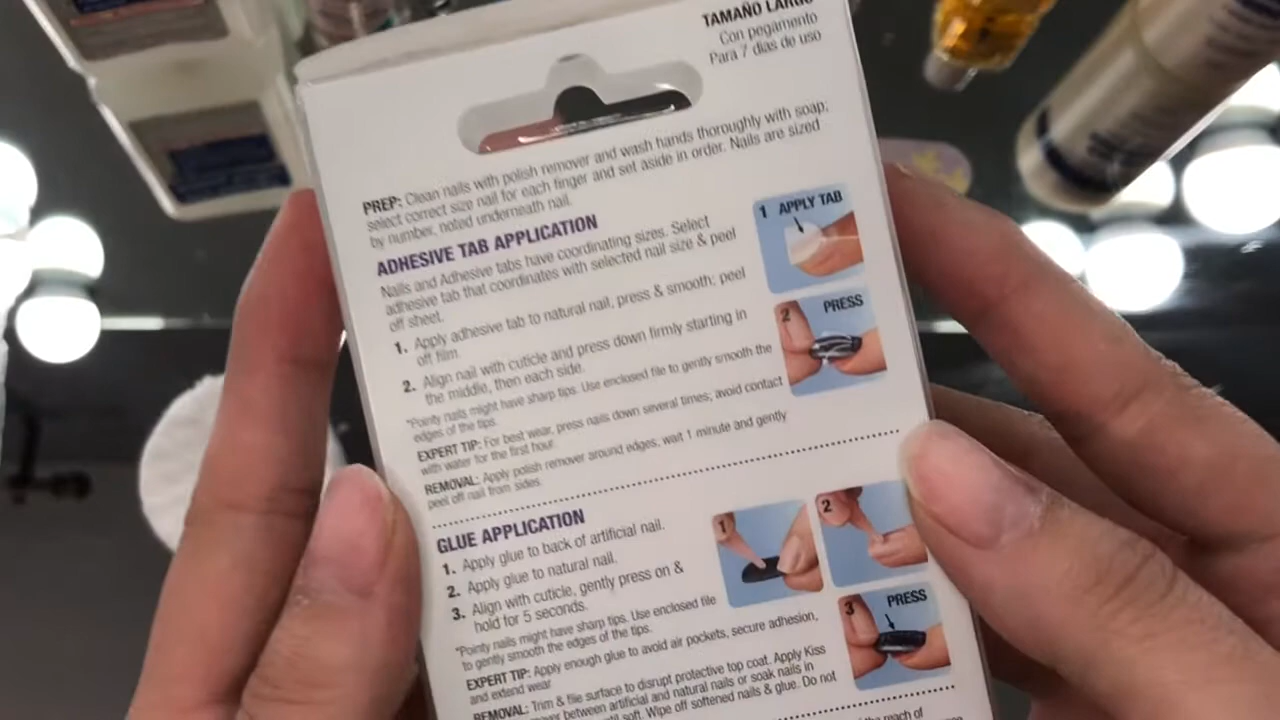 TAMAÑO LARGO
Con pegamento
Para 7 dias de uso
PREP: Clean nails with polish remover and wash hands thoroughly with soap;
select correct size nail for each finger and set aside in order. Nails are sized
by number, noted underneath nail.
ADHESIVE TAB APPLICATION
Nails and Adhesive tabs have coordinating sizes. Select
adhesive tab that coordinates with selected nail size & peel
off sheet.
1. Apply adhesive tab to natural nail, press & smooth; peel
off film.
2. Align nail with cuticle and press down firmly starting in
the middle, then each side.
*Pointy nails might have sharp tips. Use enclosed file to gently smooth the
edges of the tips.
EXPERT TIP: For best wear, press nails down several times; avoid contact
with water for the first hour.
REMOVAL: Apply polish remover around edges, wait 1 minute and gently
peel off nail from sides.
1 APPLY TAB
2 PRESS
GLUE APPLICATION
1. Apply glue to back of artificial nail.
2. Apply glue to natural nail.
3. Align with cuticle, gently press on &
hold for 5 seconds.
*Pointy nails might have sharp tips. Use enclosed file
to gently smooth the edges of the tips.
EXPERT TIP: Apply enough glue to avoid air pockets, secure adhesion,
and extend wear
REMOVAL: Trim & file surface to disrupt protective top coat. Apply Kiss
between artificial and natural nails or soak nails in
soft. Wipe off softened nails & glue. Do not
1
2
3 PRESS
reach of